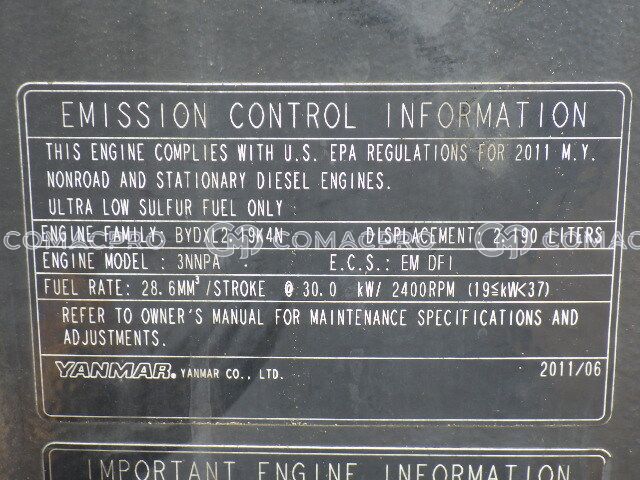 EMISSION CONTROL INFORMATION
THIS ENGINE COMPLIES WITH U.S. EPA REGULATIONS FOR 2011 M.Y.
NONROAD AND STATIONARY DIESEL ENGINES.
ULTRA LOW SULFUR FUEL ONLY :
ENGINE FAMILY: BYDXL2.19K4N DISPLACEMENT: 2.190 LITERS
COMACPRO COMACPRO COMACPRO
ENGINE MODEL : 3NNPA E.C.S.: EM DFI
FUEL RATE: 28.6MM³/STROKE @ 30.0 kW/ 2400RPM (19≦kW<37)
REFER TO OWNER'S MANUAL FOR MAINTENANCE SPECIFICATIONS AND
ADJUSTMENTS.
YANMAR. YANMAR CO., LTD. 2011/06
IMPORTANT ENGINE INFORMATION